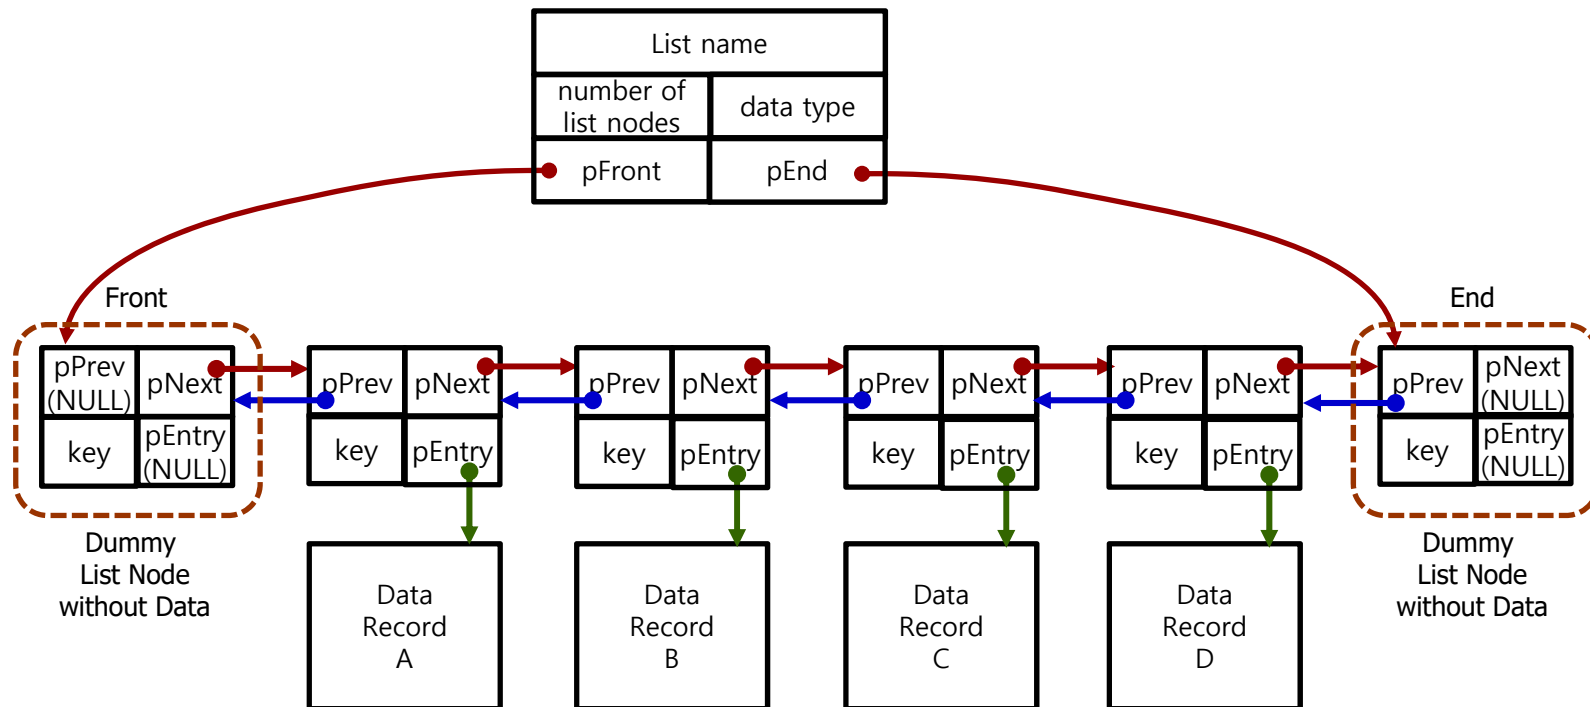 List name
number of
list nodes
data type
pFront
pEnd
Front
End
pPrev
(NULL)
pNext
key
pEntry
(NULL)
pPrev
pNext
key
pEntry
pPrev
pNext
key
pEntry
pPrev
pNext
key
pEntry
pPrev
pNext
key
pEntry
pPrev
pNext
(NULL)
key
pEntry
(NULL)
Dummy
List Node
without Data
Data
Record
A
Data
Record
B
Data
Record
C
Data
Record
D
Dummy
List Node
without Data